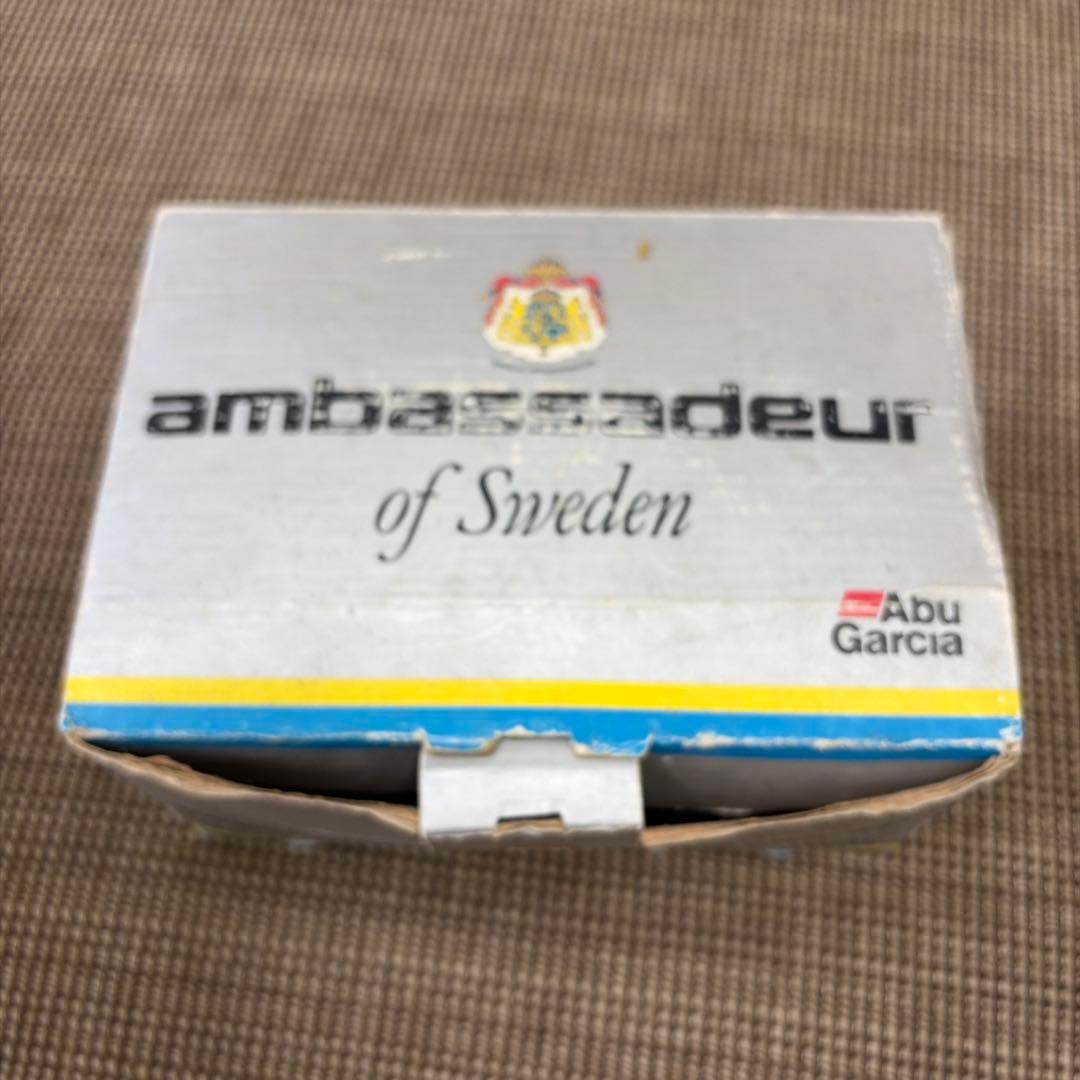 ambassadeur
of Sweden
Abu
Garcia